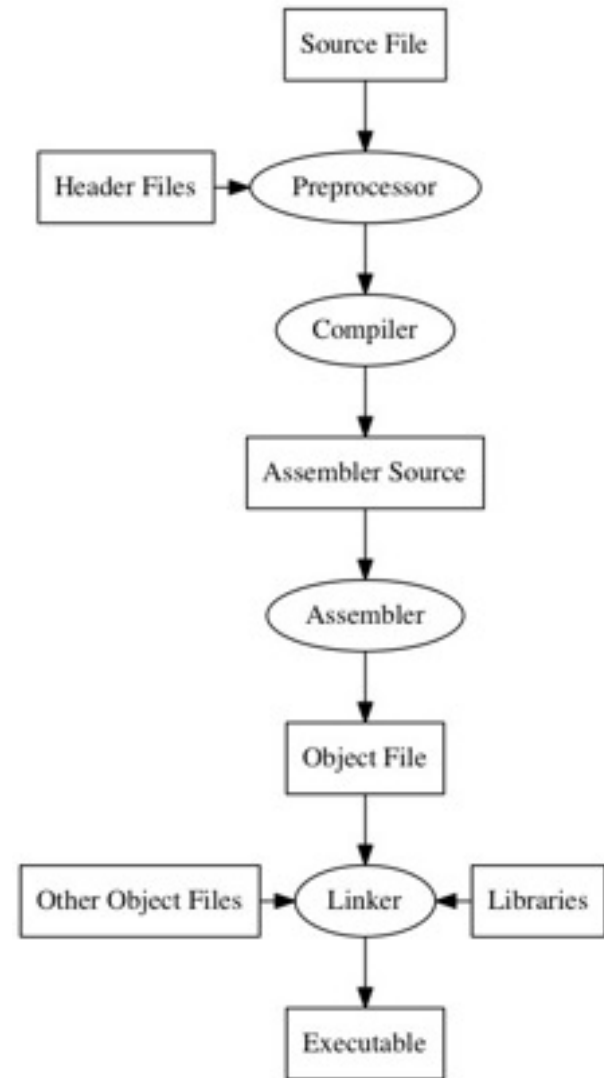 Source File
Header Files
Preprocessor
Compiler
Assembler Source
Assembler
Object File
Other Object Files
Linker
Libraries
Executable